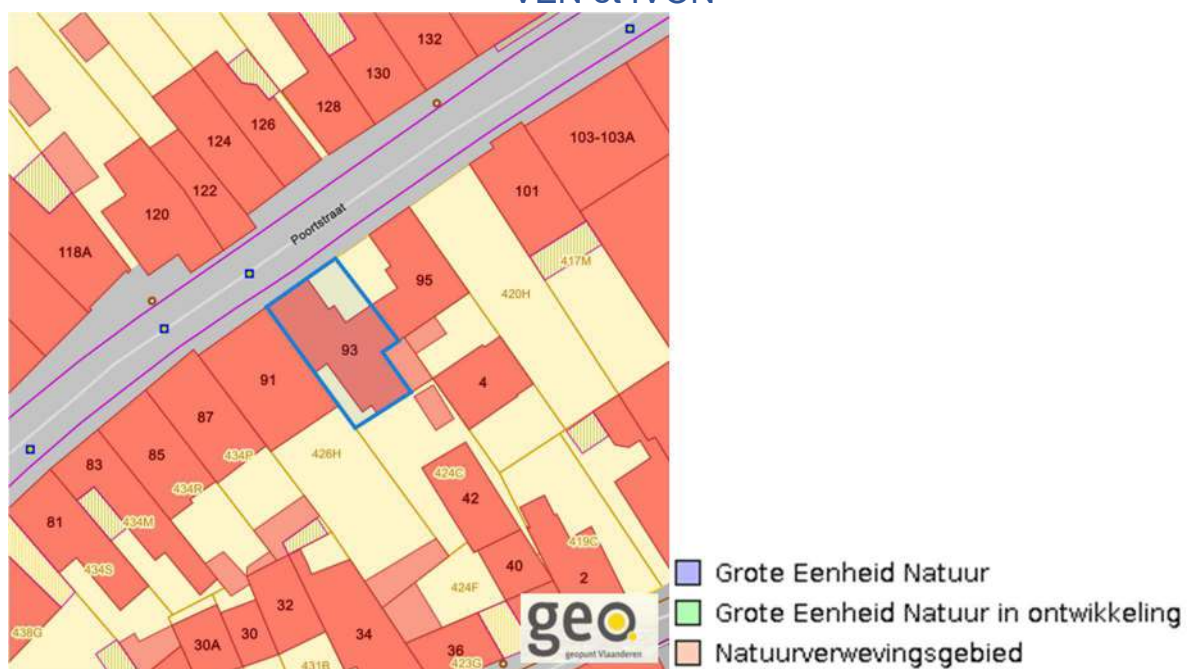 VEN & IVON
132
130
128
126
124
122
120
118A
103-103A
101
417M
Poortstraat
95
420H
93
91
4
87
85
83
81
434P
434R
434M
434S
438G
426H
424C
42
40
419C
2
424F
32
30
30A
34
36
431B
423G
geo
geopunt Vlaanderen
Grote Eenheid Natuur
Grote Eenheid Natuur in ontwikkeling
Natuurverwevingsgebied